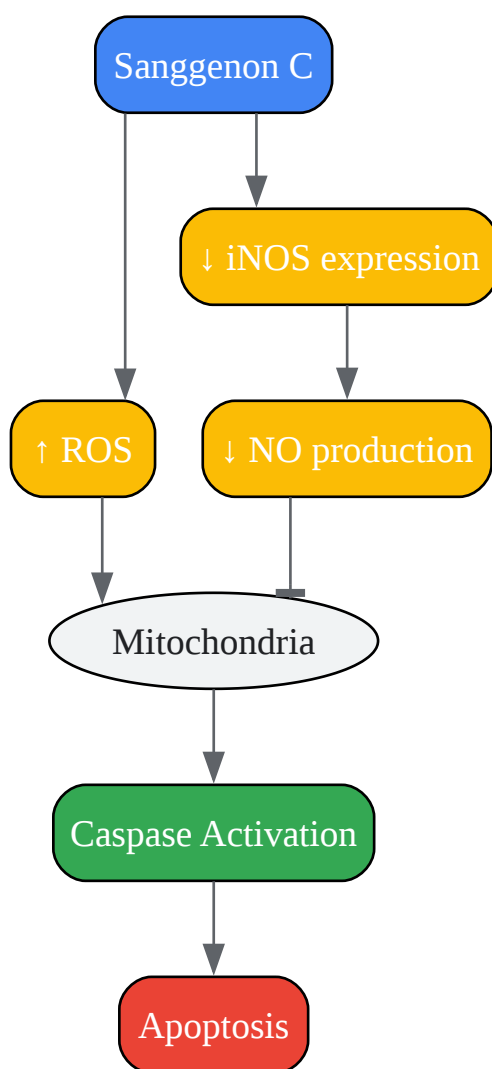 Sanggenon C
↓ iNOS expression
↑ ROS
↓ NO production
Mitochondria
Caspase Activation
Apoptosis